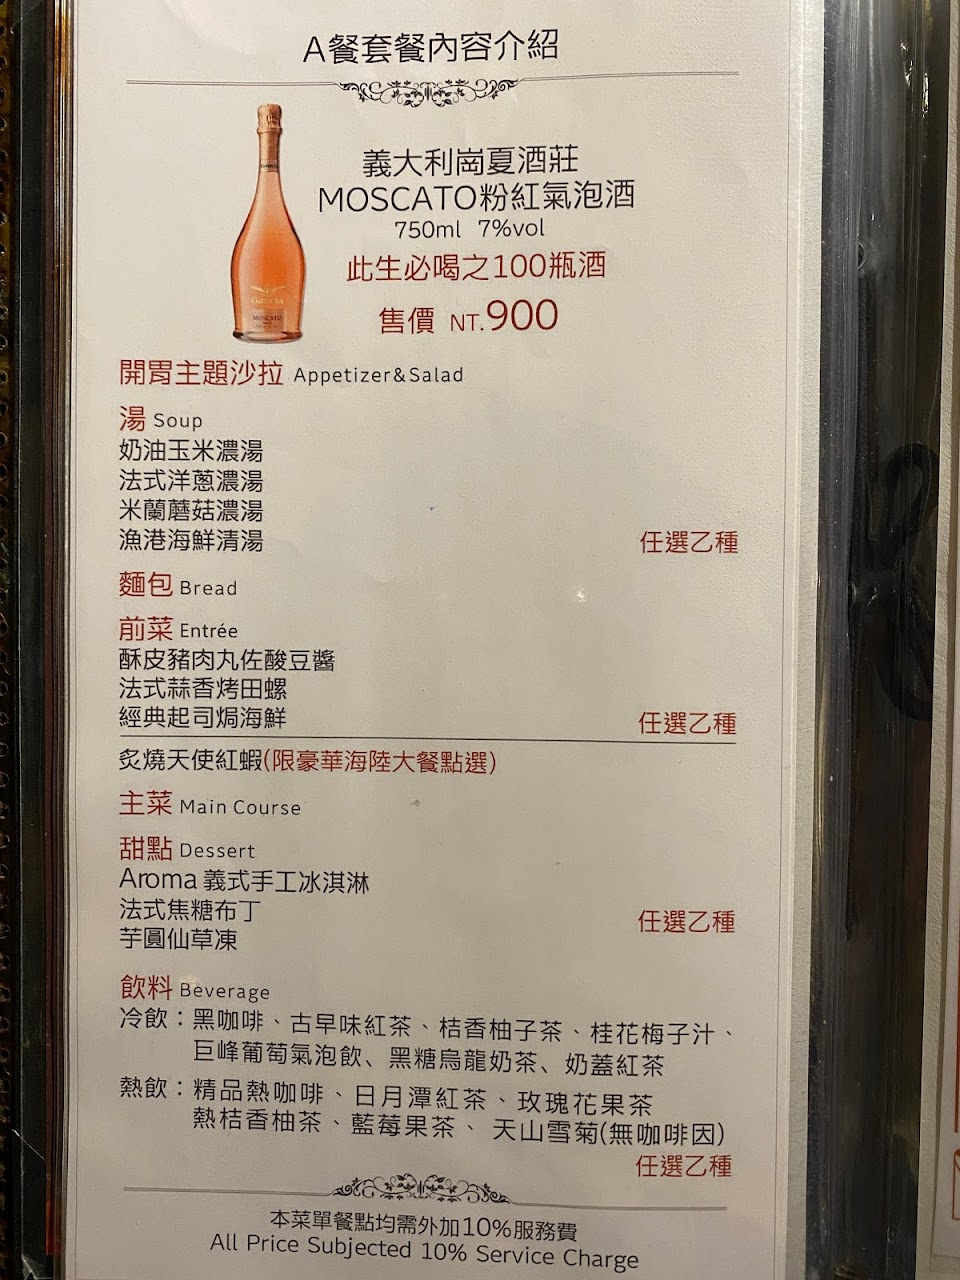 A餐套餐內容介紹
義大利崗夏酒莊
MOSCATO粉紅氣泡酒
750ml 7%vol
此生必喝之100瓶酒
售價 NT.900
MOSCATO
開胃主題沙拉 Appetizer&Salad
湯 Soup
奶油玉米濃湯
法式洋蔥濃湯
米蘭蘑菇濃湯
漁港海鮮清湯 任選乙種
麵包 Bread
前菜 Entrée
酥皮豬肉丸佐酸豆醬
法式蒜香烤田螺
經典起司焗海鮮 任選乙種
炙燒天使紅蝦(限豪華海陸大餐點選)
主菜 Main Course
甜點 Dessert
Aroma 義式手工冰淇淋
法式焦糖布丁 任選乙種
芋圓仙草凍
飲料 Beverage
冷飲：黑咖啡、古早味紅茶、桔香柚子茶、桂花梅子汁、
巨峰葡萄氣泡飲、黑糖烏龍奶茶、奶蓋紅茶
熱飲：精品熱咖啡、日月潭紅茶、玫瑰花果茶
熱桔香柚茶、藍莓果茶、天山雪菊(無咖啡因)
任選乙種
本菜單餐點均需外加10%服務費
All Price Subjected 10% Service Charge